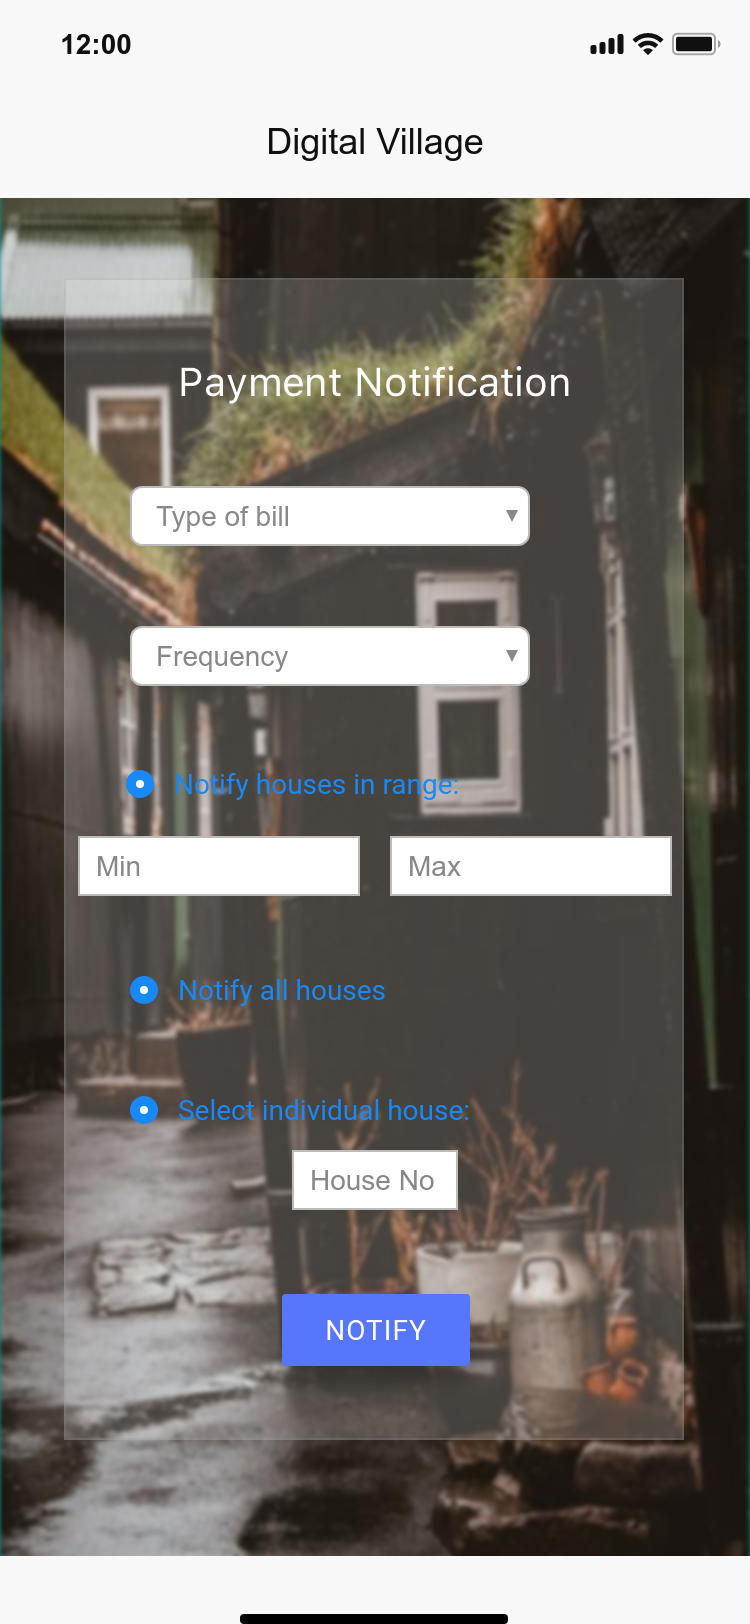 12:00
Digital Village
Payment Notification
Type of bill
Frequency
Notify houses in range:
Min Max
Notify all houses
Select individual house:
House No
NOTIFY